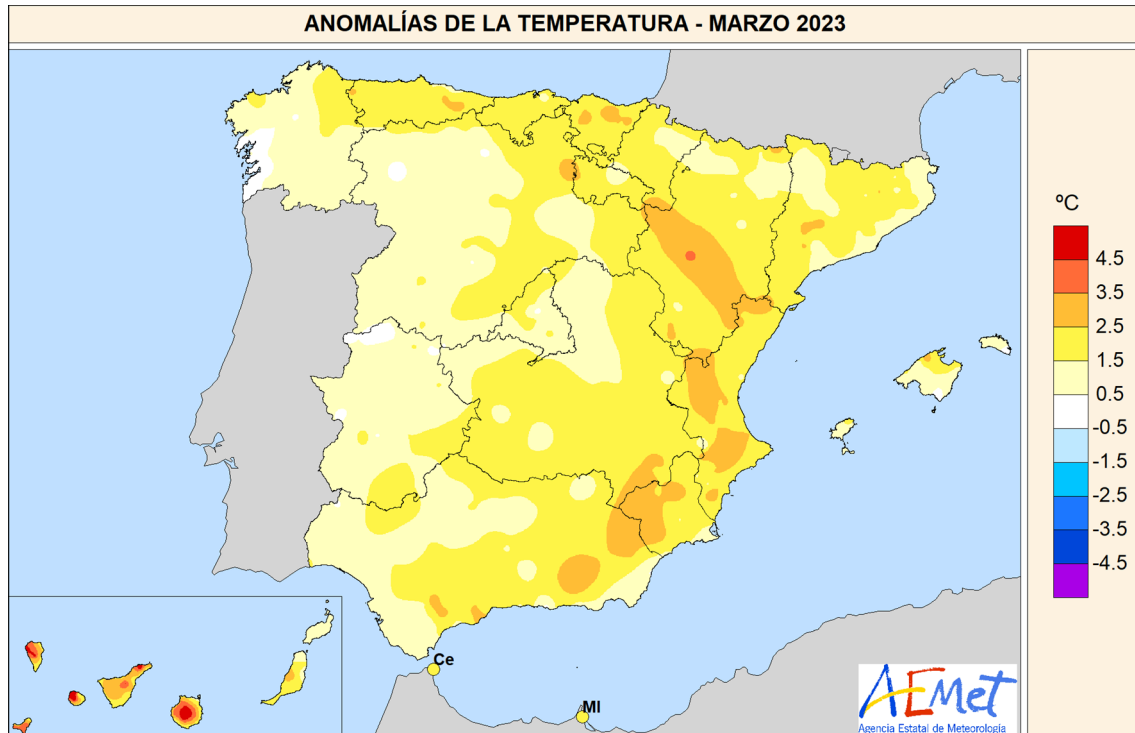 ANOMALÍAS DE LA TEMPERATURA - MARZO 2023
ºC
4.5
3.5
2.5
1.5
0.5
-0.5
-1.5
-2.5
-3.5
-4.5
Ce
Ml
AEMet
Agencia Estatal de Meteorología